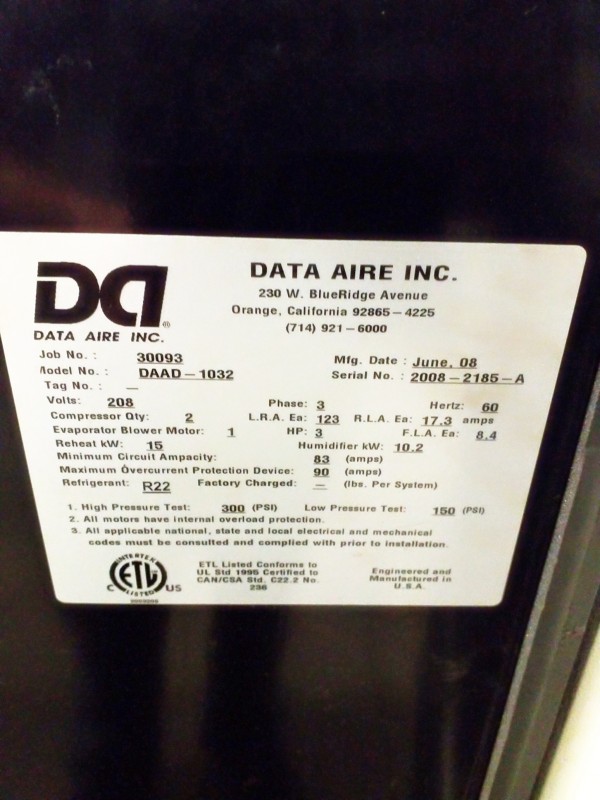 DA®
DATA AIRE INC.
DATA AIRE INC.
230 W. BlueRidge Avenue
Orange, California 92865-4225
(714) 921-6000
Job No. : 30093 Mfg. Date : June, 08
Model No. : DAAD-1032 Serial No. : 2008-2185-A
Tag No. : —
Volts: 208 Phase: 3 Hertz: 60
Compressor Qty: 2 L.R.A. Ea: 123 R.L.A. Ea: 17.3 amps
Evaporator Blower Motor: 1 HP: 3 F.L.A. Ea: 8.4
Reheat kW: 15 Humidifier kW: 10.2
Minimum Circuit Ampacity: 83 (amps)
Maximum Overcurrent Protection Device: 90 (amps)
Refrigerant: R22 Factory Charged: — (lbs. Per System)
1. High Pressure Test: 300 (PSI) Low Pressure Test: 150 (PSI)
2. All motors have internal overload protection.
3. All applicable national, state and local electrical and mechanical
codes must be consulted and complied with prior to installation.
INTERTEK
ETL
LISTED
C US
ETL Listed Conforms to
UL Std 1995 Certified to
CAN/CSA Std. C22.2 No.
236
Engineered and
Manufactured in
U.S.A.